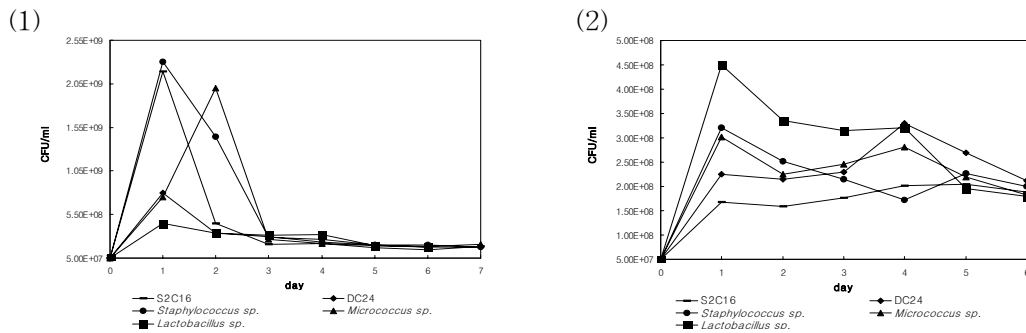 (1)
2.55E+09
2.05E+09
1.55E+09
1.05E+09
5.50E+08
5.00E+07
CFU/ml
0 1 2 3 4 5 6 7
day
S2C16 DC24
Staphylococcus sp. Micrococcus sp.
Lactobacillus sp.
(2)
5.00E+08
4.50E+08
4.00E+08
3.50E+08
3.00E+08
2.50E+08
2.00E+08
1.50E+08
1.00E+08
5.00E+07
CFU/ml
0 1 2 3 4 5 6
day
S2C16 DC24
Staphylococcus sp. Micrococcus sp.
Lactobacillus sp.